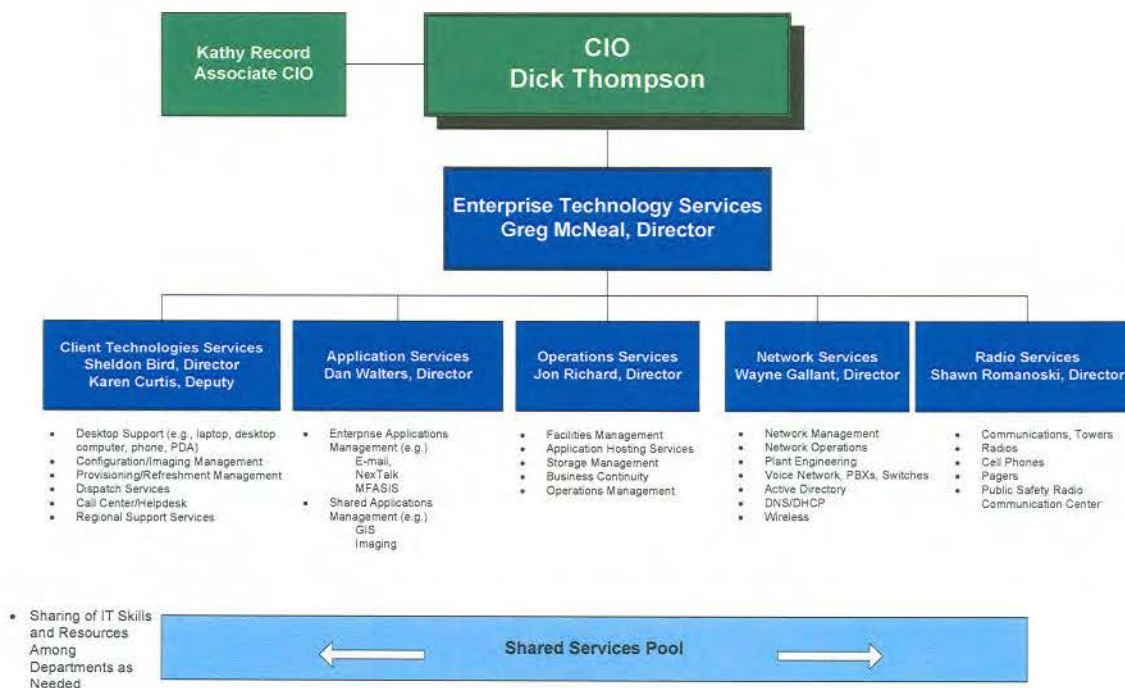 Kathy Record
Associate CIO
CIO
Dick Thompson
Enterprise Technology Services
Greg McNeal, Director
Client Technologies Services
Sheldon Bird, Director
Karen Curtis, Deputy
Application Services
Dan Walters, Director
Operations Services
Jon Richard, Director
Network Services
Wayne Gallant, Director
Radio Services
Shawn Romanoski, Director
• Desktop Support (e.g., laptop, desktop
computer, phone, PDA)
• Configuration/Imaging Management
• Provisioning/Refreshment Management
• Dispatch Services
• Call Center/Helpdesk
• Regional Support Services
• Enterprise Applications
Management (e.g.)
E-mail,
NexTalk
MFASIS
• Shared Applications
Management (e.g.)
GIS
Imaging
• Facilities Management
• Application Hosting Services
• Storage Management
• Business Continuity
• Operations Management
• Network Management
• Network Operations
• Plant Engineering
• Voice Network, PBXs, Switches
• Active Directory
• DNS/DHCP
• Wireless
• Communications, Towers
• Radios
• Cell Phones
• Pagers
• Public Safety Radio
Communication Center
• Sharing of IT Skills
and Resources
Among
Departments as
Needed
Shared Services Pool